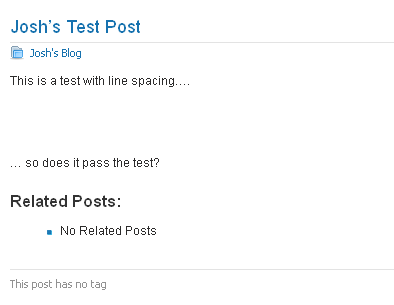 Josh’s Test Post
Josh's Blog
This is a test with line spacing….
… so does it pass the test?
Related Posts:
No Related Posts
This post has no tag